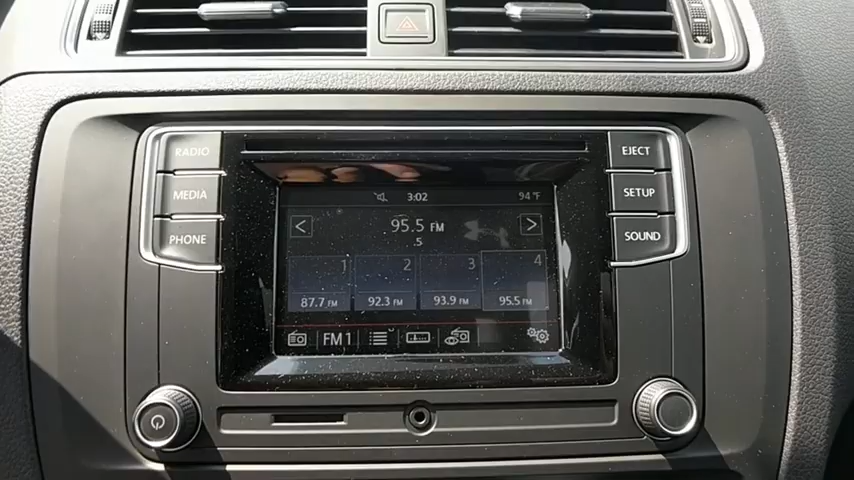 RADIO
MEDIA
PHONE
EJECT
SETUP
SOUND
3:02
94°F
<
95.5 FM
>
.5
1 2 3 4
87.7 FM 92.3 FM 93.9 FM 95.5 FM
FM1